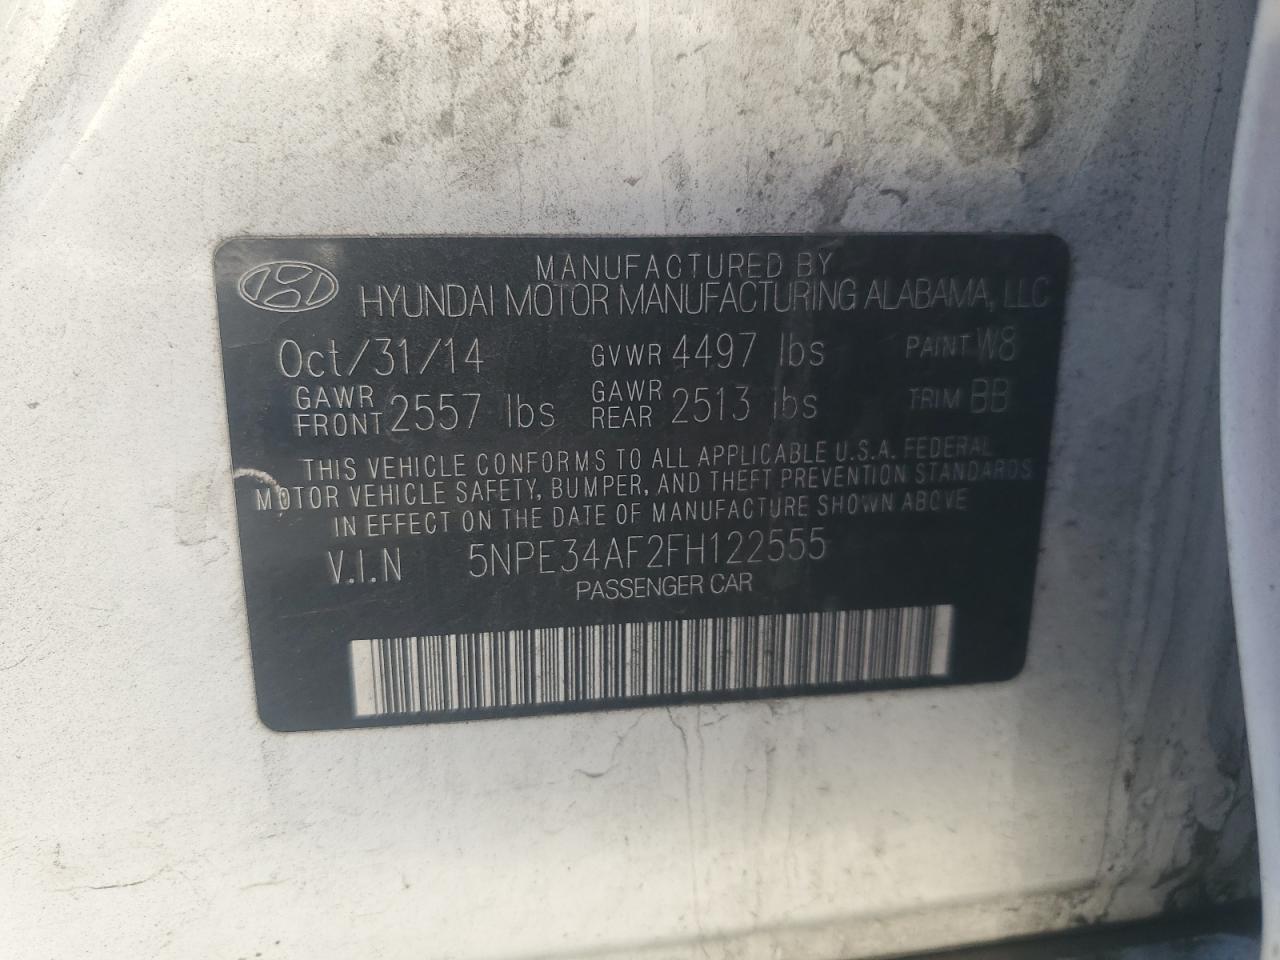 MANUFACTURED BY
HYUNDAI MOTOR MANUFACTURING ALABAMA, LLC
Oct/31/14 GVWR 4497 lbs PAINT W8
GAWR FRONT 2557 lbs GAWR REAR 2513 lbs TRIM BB
THIS VEHICLE CONFORMS TO ALL APPLICABLE U.S.A. FEDERAL
MOTOR VEHICLE SAFETY, BUMPER, AND THEFT PREVENTION STANDARDS
IN EFFECT ON THE DATE OF MANUFACTURE SHOWN ABOVE
V.I.N 5NPE34AF2FH122555
PASSENGER CAR